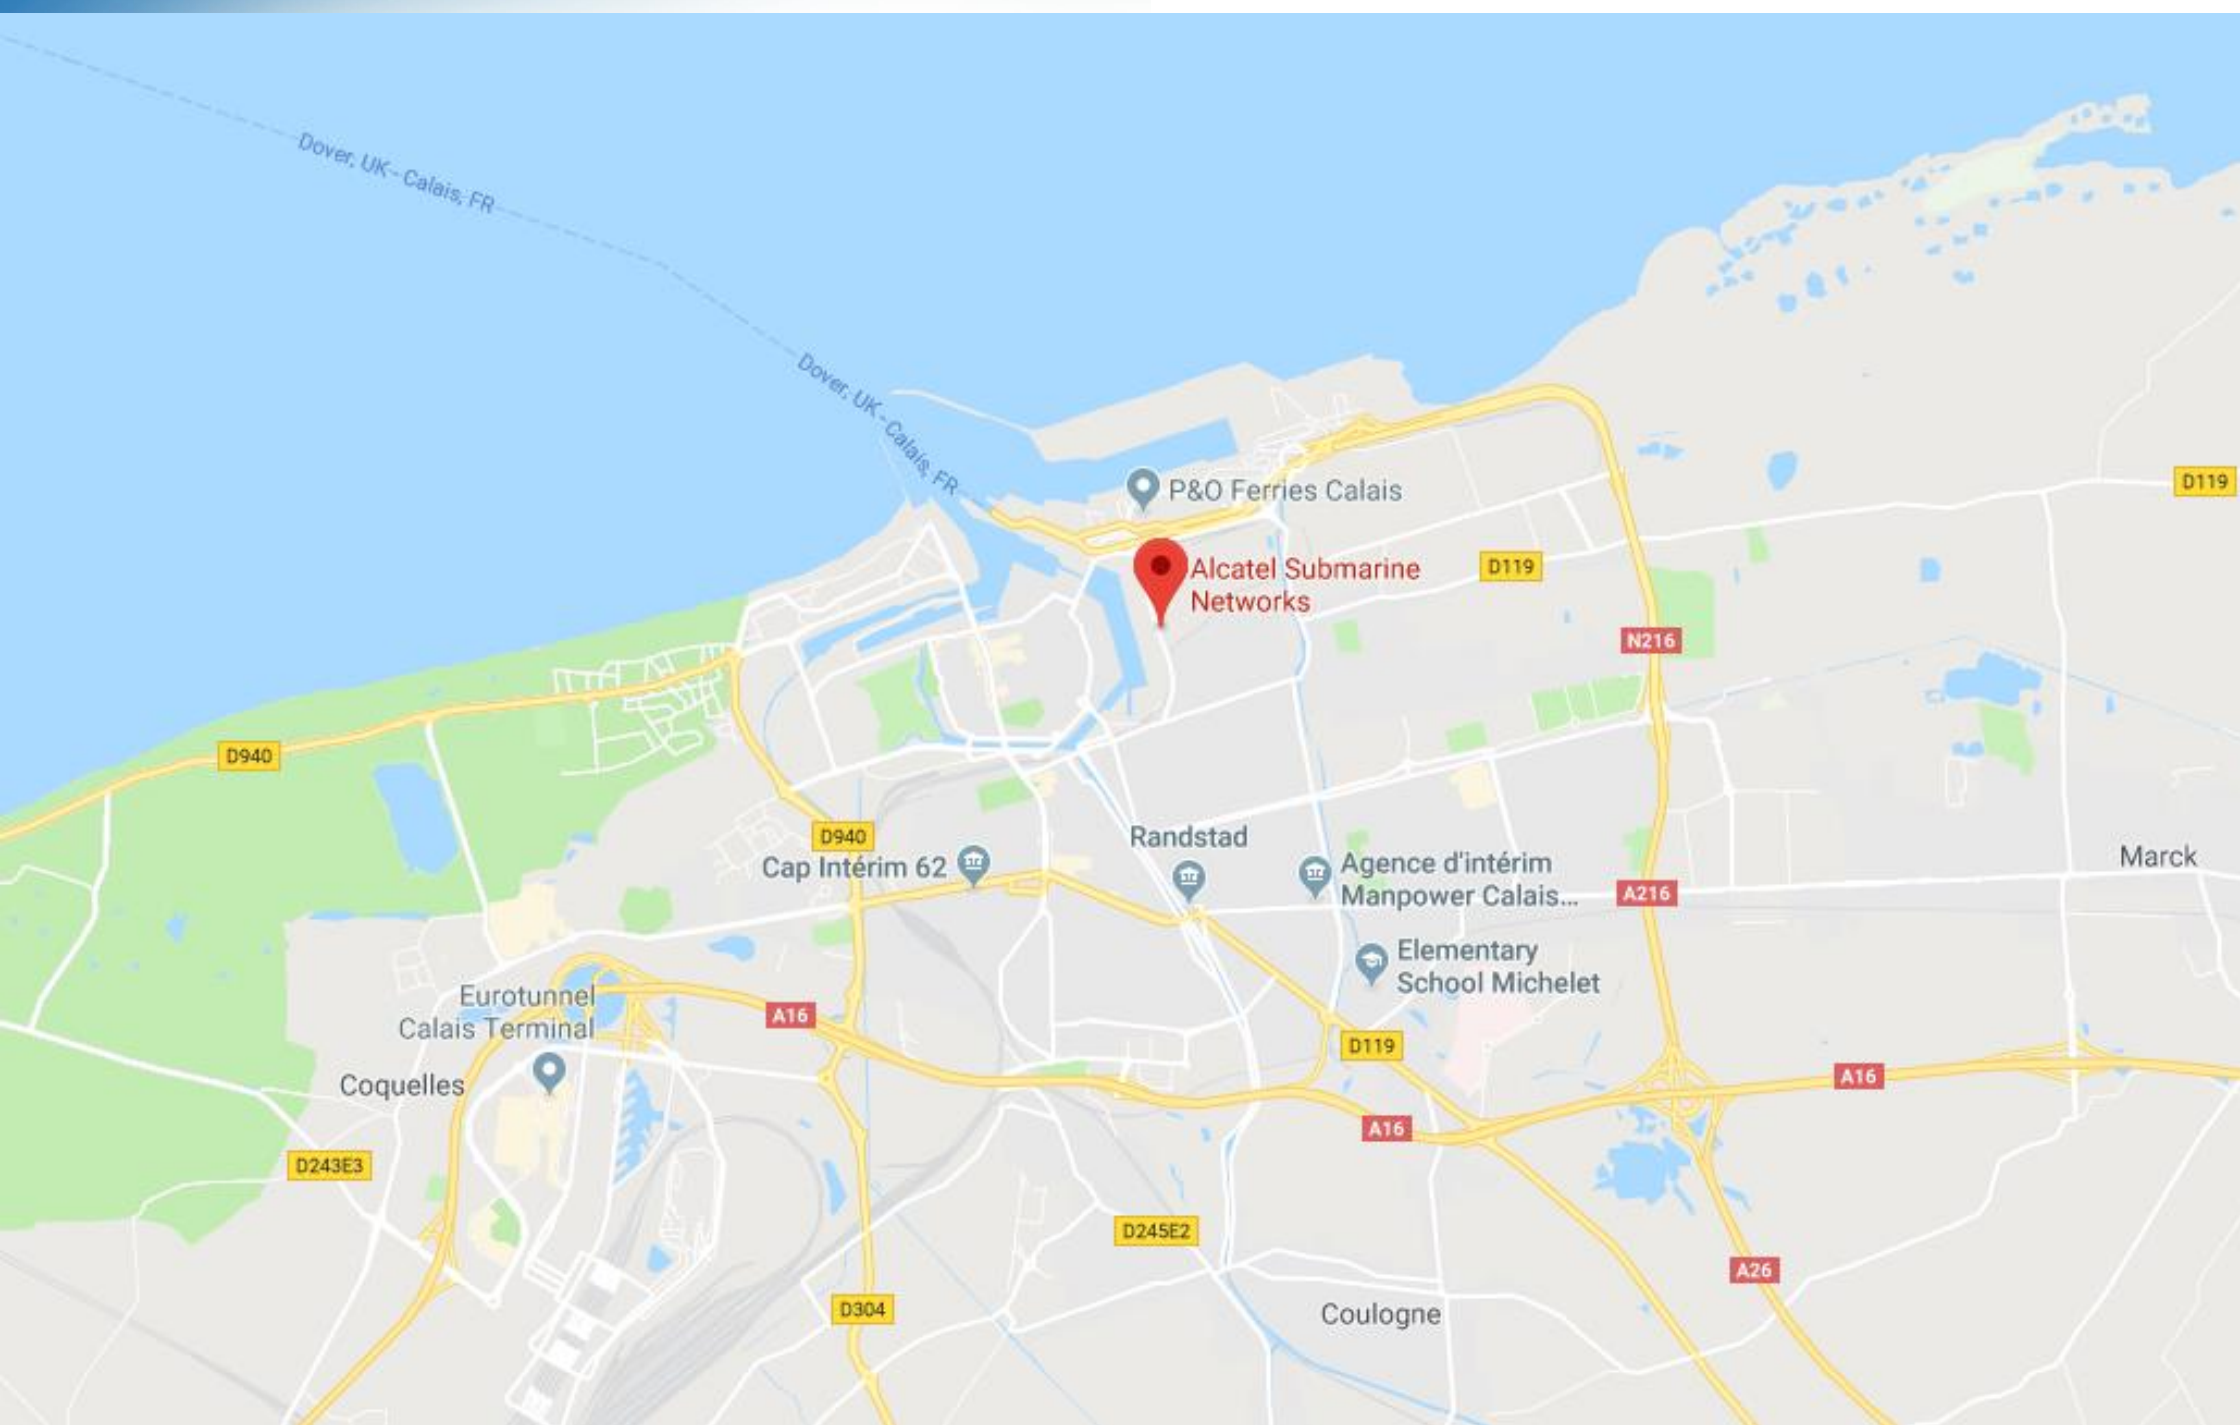 Dover, UK - Calais, FR
Dover, UK - Calais, FR
P&O Ferries Calais
D119
Alcatel Submarine
Networks
D119
N216
D940
D940
Randstad
Cap Intérim 62
Agence d'intérim
Manpower Calais...
A216
Marck
Elementary
School Michelet
Eurotunnel
Calais Terminal
A16
D119
Coquelles
A16
A16
D243E3
D245E2
A26
D304
Coulogne